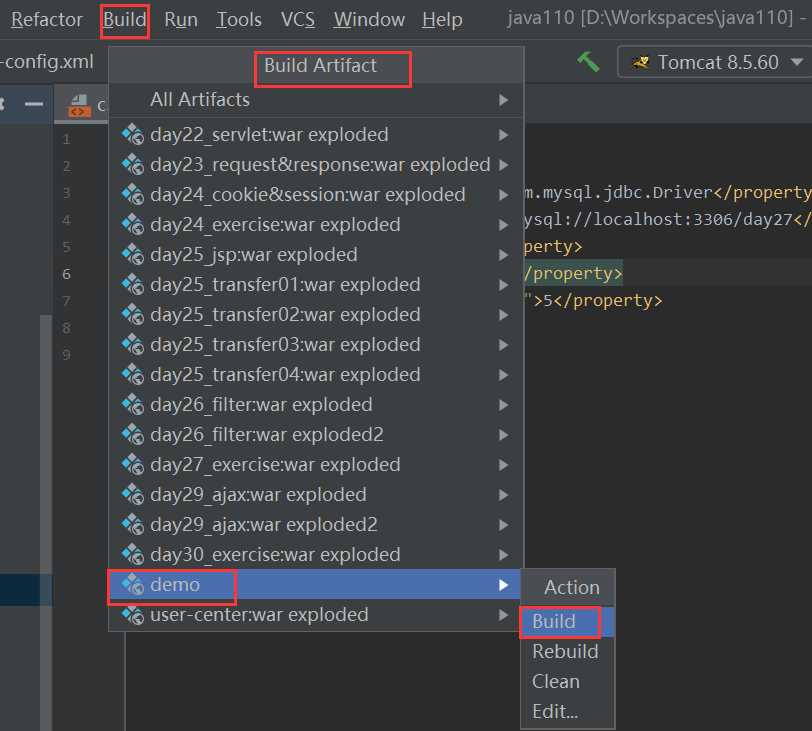 Refactor Build Run Tools VCS Window Help java110 [D:\Workspaces\java110] -
-config.xml Build Artifact Tomcat 8.5.60
All Artifacts
1
day22_servlet:war exploded
2
day23_request&response:war exploded
3 day24_cookie&session:war exploded m.mysql.jdbc.Driver</property
4 day24_exercise:war exploded ysql://localhost:3306/day27</
5 day25_jsp:war exploded perty>
6 day25_transfer01:war exploded /property>
7 day25_transfer02:war exploded ">5</property>
8 day25_transfer03:war exploded
9 day25_transfer04:war exploded
day26_filter:war exploded
day26_filter:war exploded2
day27_exercise:war exploded
day29_ajax:war exploded
day29_ajax:war exploded2
day30_exercise:war exploded
demo Action
user-center:war exploded Build
Rebuild
Clean
Edit...